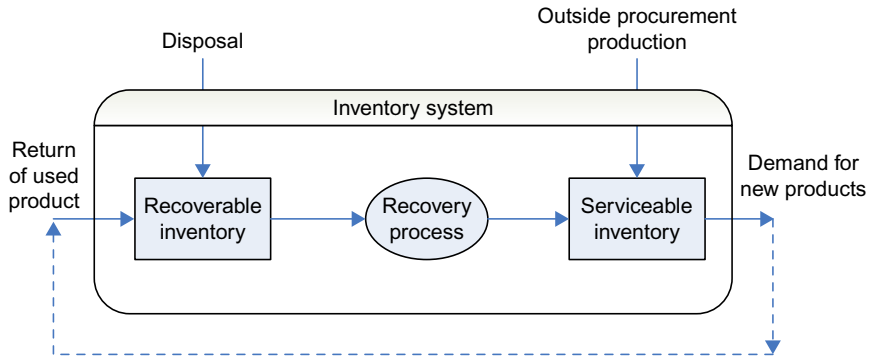 Disposal
Outside procurement
production
Inventory system
Return
of used
product
Recoverable
inventory
Recovery
process
Serviceable
inventory
Demand for
new products